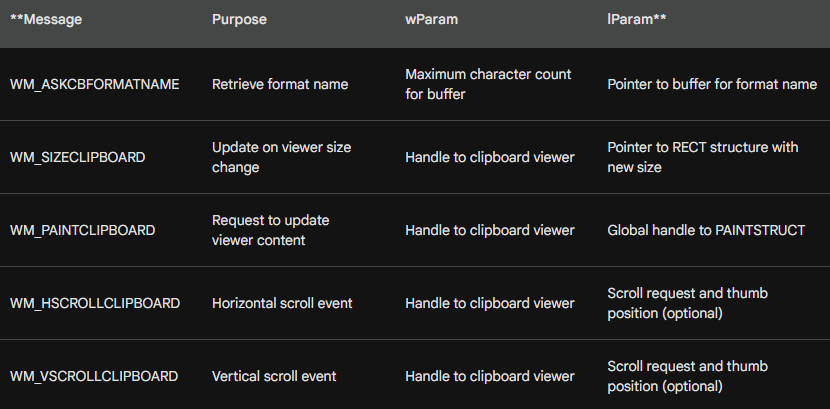 **Message Purpose wParam lParam**
WM_ASKCBFORMATNAME Retrieve format name Maximum character count for buffer Pointer to buffer for format name
WM_SIZECLIPBOARD Update on viewer size change Handle to clipboard viewer Pointer to RECT structure with new size
WM_PAINTCLIPBOARD Request to update viewer content Handle to clipboard viewer Global handle to PAINTSTRUCT
WM_HSCROLLCLIPBOARD Horizontal scroll event Handle to clipboard viewer Scroll request and thumb position (optional)
WM_VSCROLLCLIPBOARD Vertical scroll event Handle to clipboard viewer Scroll request and thumb position (optional)